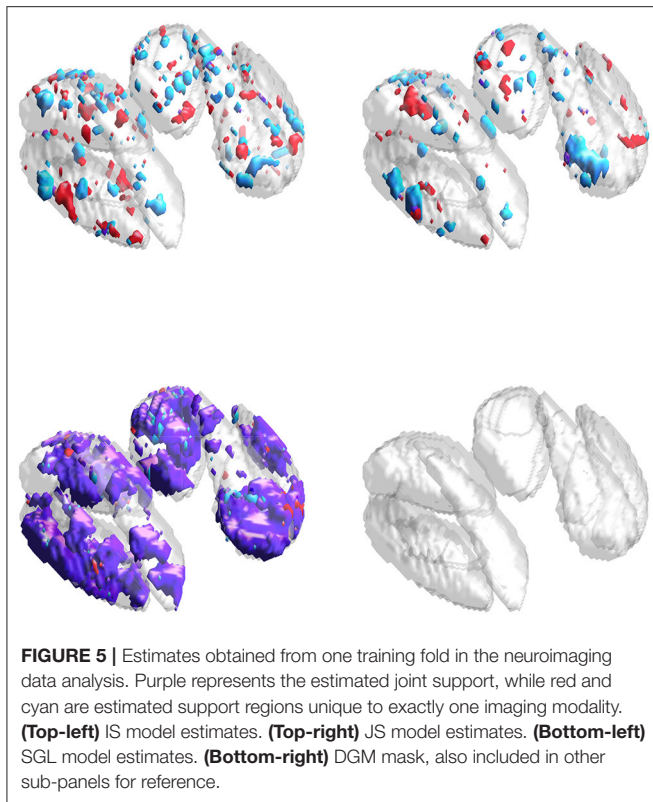 FIGURE 5 | Estimates obtained from one training fold in the neuroimaging
data analysis. Purple represents the estimated joint support, while red and
cyan are estimated support regions unique to exactly one imaging modality.
(Top-left) IS model estimates. (Top-right) JS model estimates. (Bottom-left)
SGL model estimates. (Bottom-right) DGM mask, also included in other
sub-panels for reference.